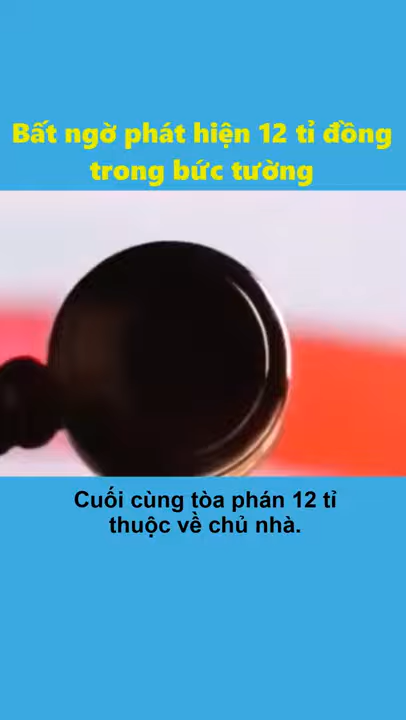 Bất ngờ phát hiện 12 tỉ đồng
trong bức tường
Cuối cùng tòa phán 12 tỉ
thuộc về chủ nhà.